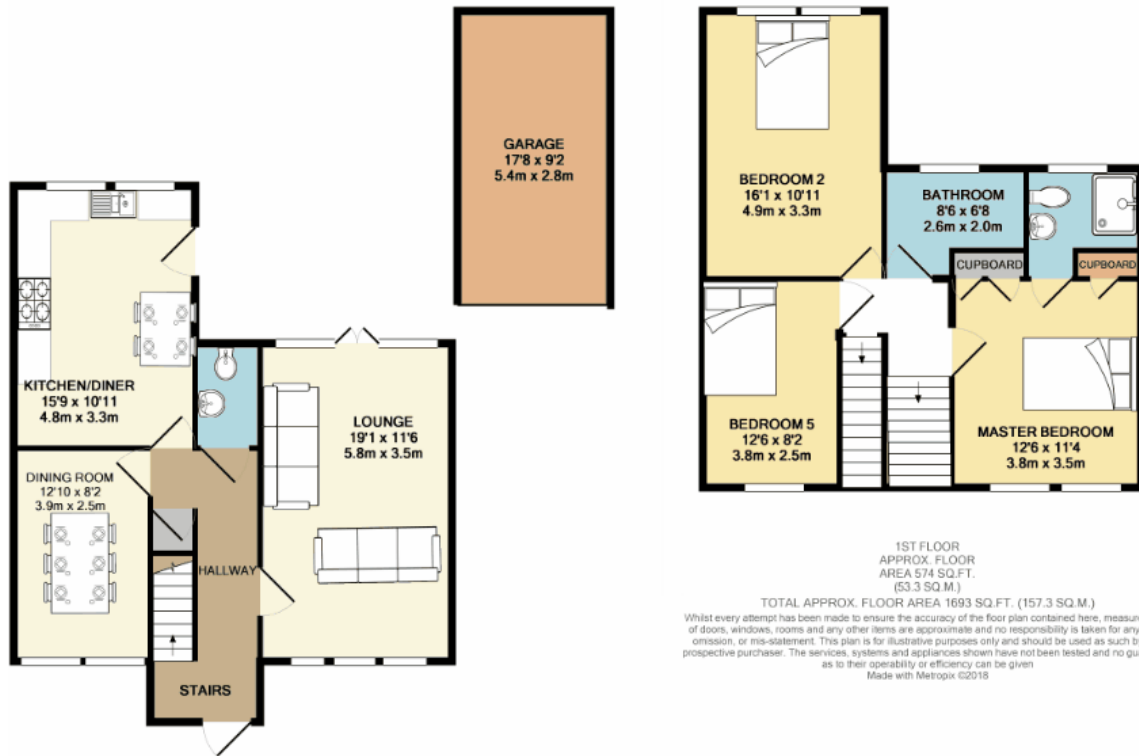 GARAGE
17'8 x 9'2
5.4m x 2.8m
KITCHEN/DINER
15'9 x 10'11
4.8m x 3.3m
LOUNGE
19'1 x 11'6
5.8m x 3.5m
DINING ROOM
12'10 x 8'2
3.9m x 2.5m
HALLWAY
STAIRS
BEDROOM 2
16'1 x 10'11
4.9m x 3.3m
BATHROOM
8'6 x 6'8
2.6m x 2.0m
CUPBOARD
CUPBOARD
BEDROOM 5
12'6 x 8'2
3.8m x 2.5m
MASTER BEDROOM
12'6 x 11'4
3.8m x 3.5m
1ST FLOOR
APPROX. FLOOR
AREA 574 SQ.FT.
(53.3 SQ.M.)
TOTAL APPROX. FLOOR AREA 1693 SQ.FT. (157.3 SQ.M.)
Whilst every attempt has been made to ensure the accuracy of the floor plan contained here, measure
of doors, windows, rooms and any other items are approximate and no responsibility is taken for any
omission, or mis-statement. This plan is for illustrative purposes only and should be used as such b
prospective purchaser. The services, systems and appliances shown have not been tested and no gu
as to their operability or efficiency can be given
Made with Metropix ©2018